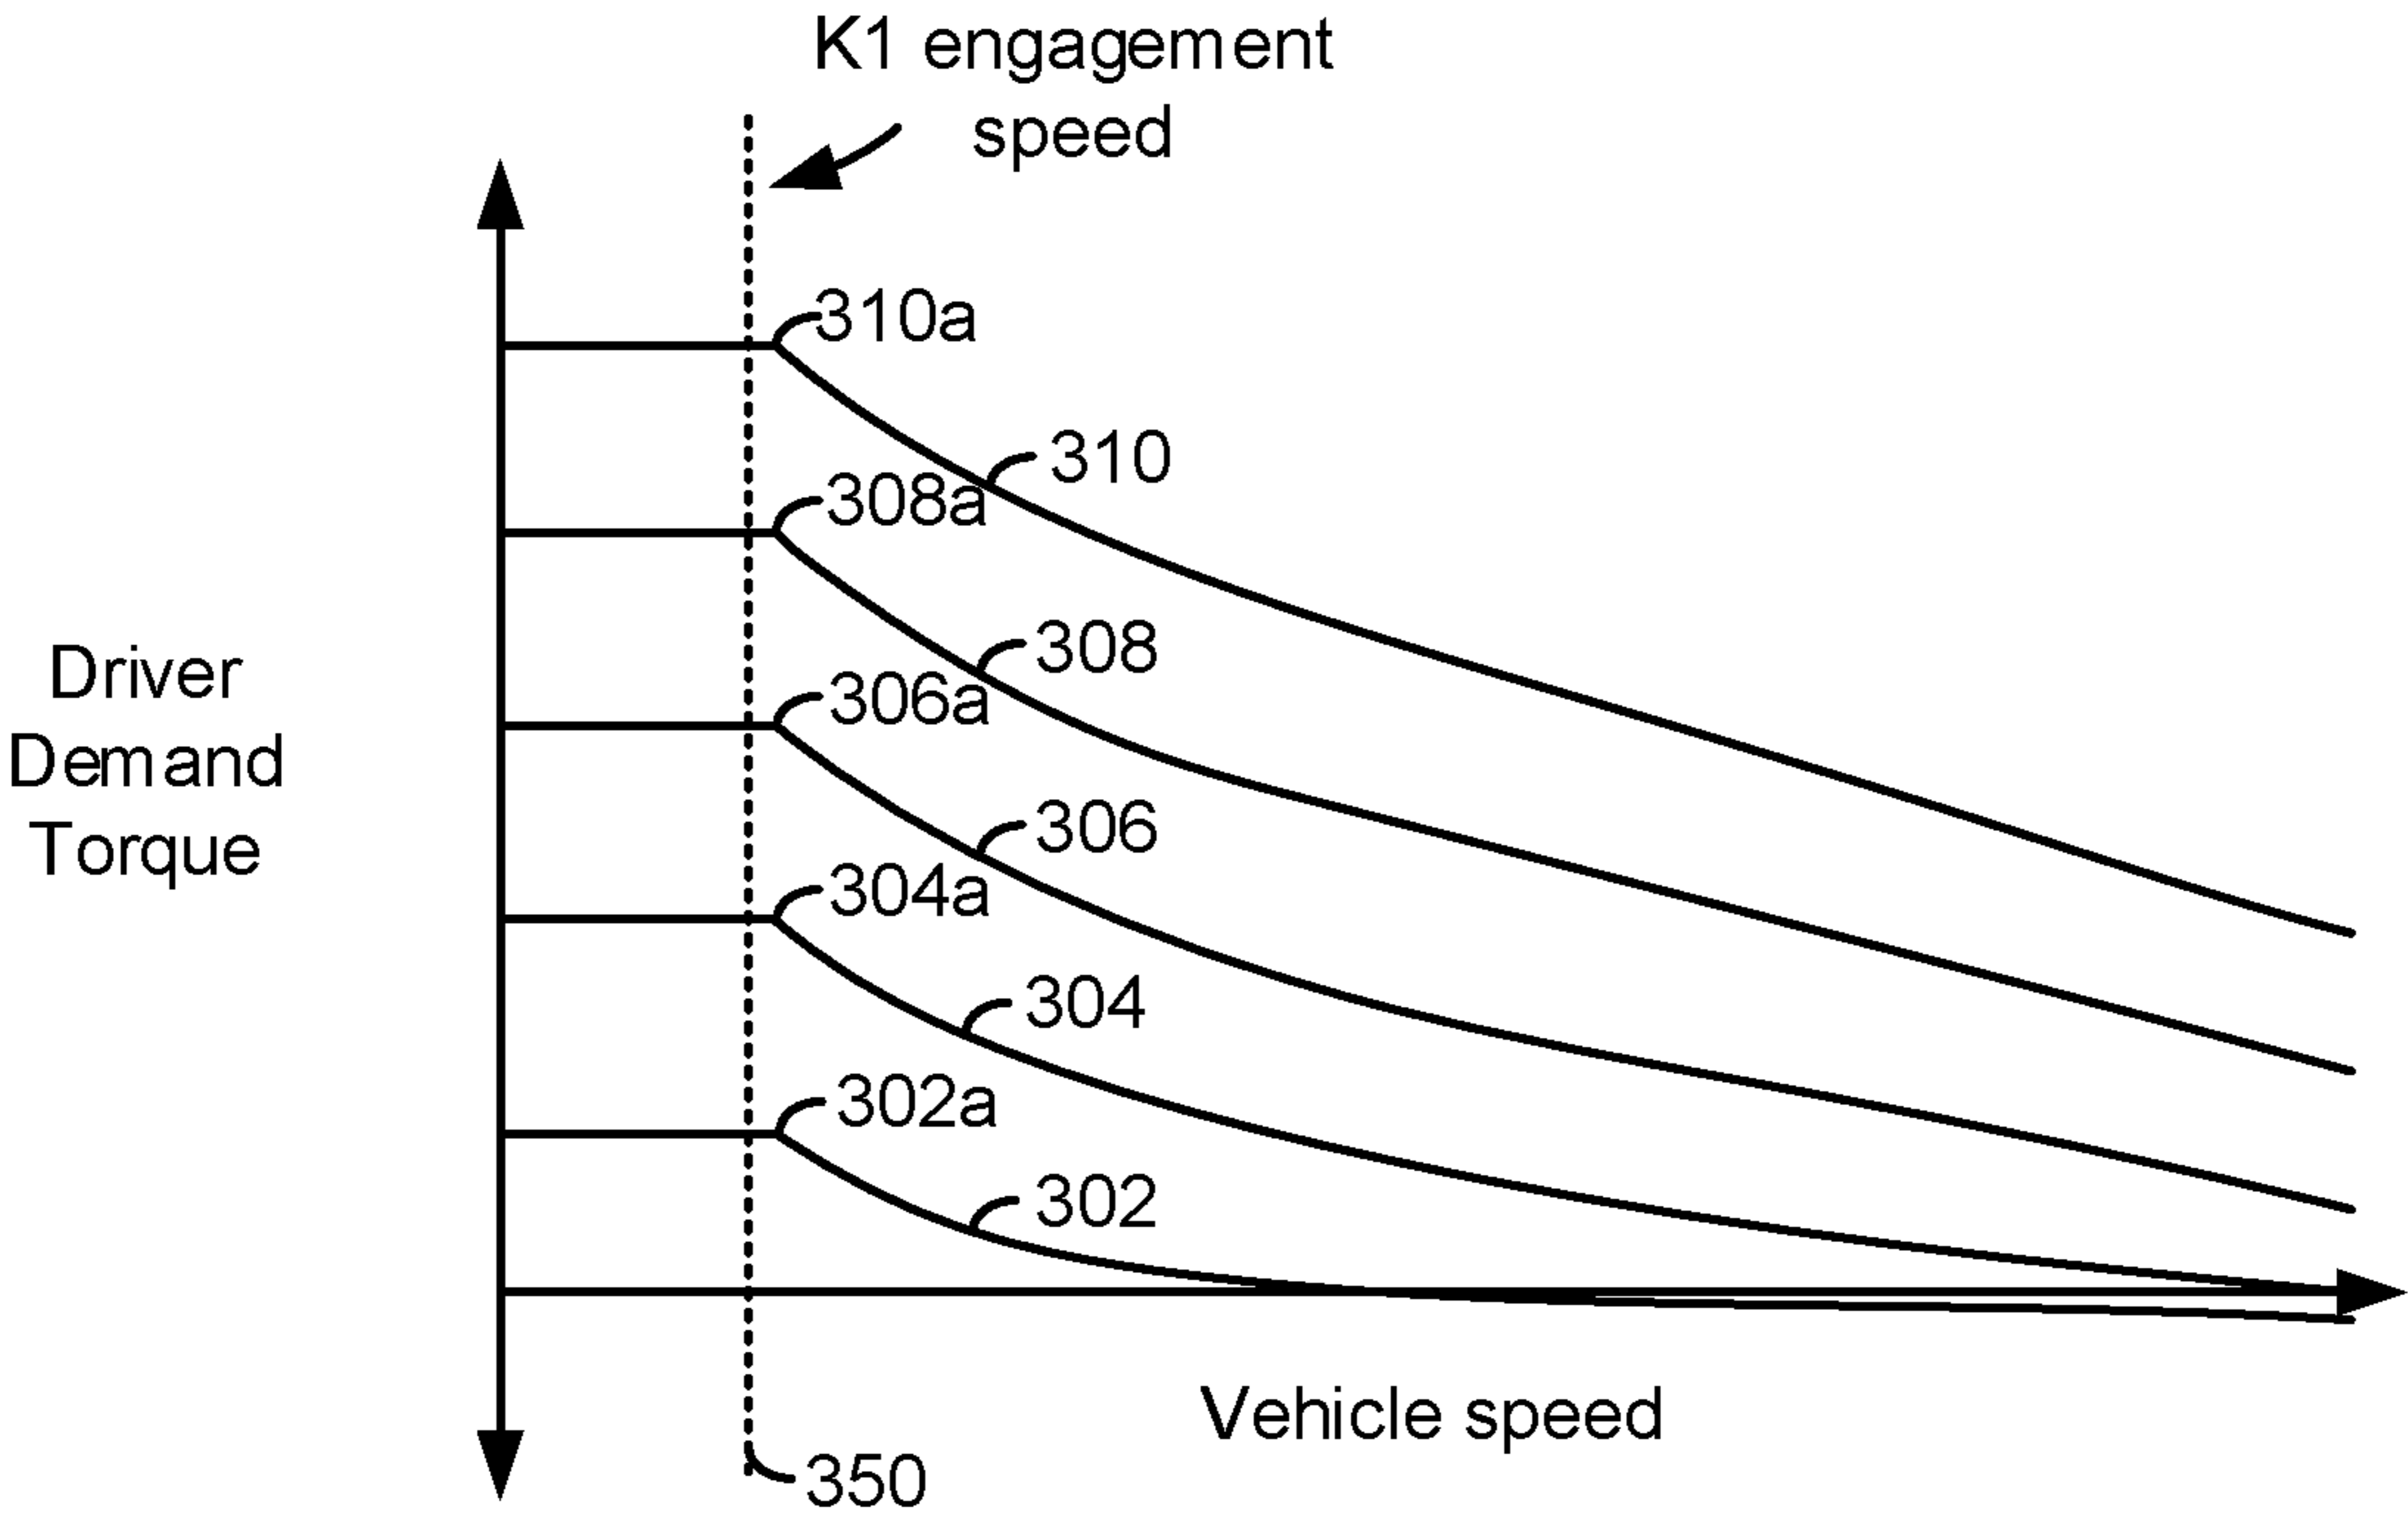 K1 engagement
speed
310a
310
308a
308
306a
Driver
Demand
Torque
306
304a
304
302a
302
Vehicle speed
350